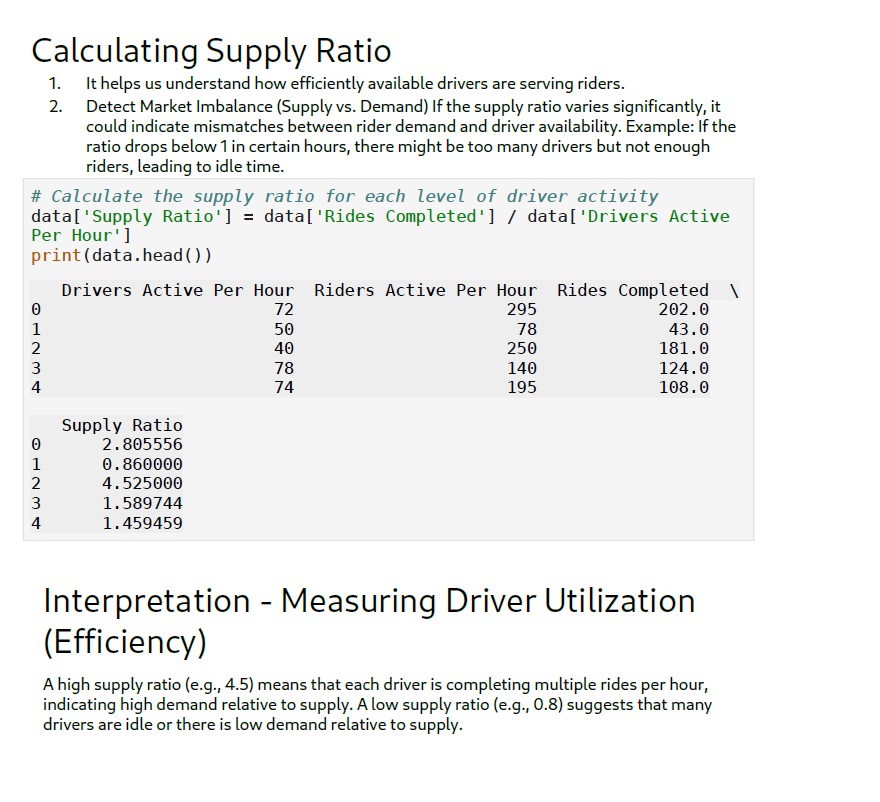 Calculating Supply Ratio
1. It helps us understand how efficiently available drivers are serving riders.
2. Detect Market Imbalance (Supply vs. Demand) If the supply ratio varies significantly, it
could indicate mismatches between rider demand and driver availability. Example: If the
ratio drops below 1 in certain hours, there might be too many drivers but not enough
riders, leading to idle time.
# Calculate the supply ratio for each level of driver activity
data['Supply Ratio'] = data['Rides Completed'] / data['Drivers Active
Per Hour']
print(data.head())
Drivers Active Per Hour Riders Active Per Hour Rides Completed \
0 72 295 202.0
1 50 78 43.0
2 40 250 181.0
3 78 140 124.0
4 74 195 108.0
Supply Ratio
0 2.805556
1 0.860000
2 4.525000
3 1.589744
4 1.459459
Interpretation - Measuring Driver Utilization
(Efficiency)
A high supply ratio (e.g., 4.5) means that each driver is completing multiple rides per hour,
indicating high demand relative to supply. A low supply ratio (e.g., 0.8) suggests that many
drivers are idle or there is low demand relative to supply.